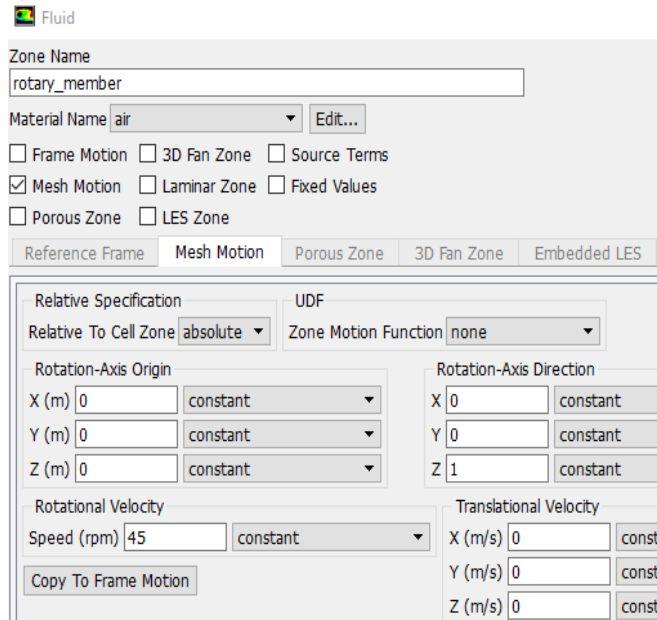 Fluid
Zone Name
rotary_member
Material Name air Edit...
Frame Motion 3D Fan Zone Source Terms
Mesh Motion Laminar Zone Fixed Values
Porous Zone LES Zone
Reference Frame Mesh Motion Porous Zone 3D Fan Zone Embedded LES
Relative Specification UDF
Relative To Cell Zone absolute Zone Motion Function none
Rotation-Axis Origin Rotation-Axis Direction
X (m) 0 constant X 0 constant
Y (m) 0 constant Y 0 constant
Z (m) 0 constant Z 1 constant
Rotational Velocity Translational Velocity
Speed (rpm) 45 constant X (m/s) 0 const
Copy To Frame Motion Y (m/s) 0 const
Z (m/s) 0 const